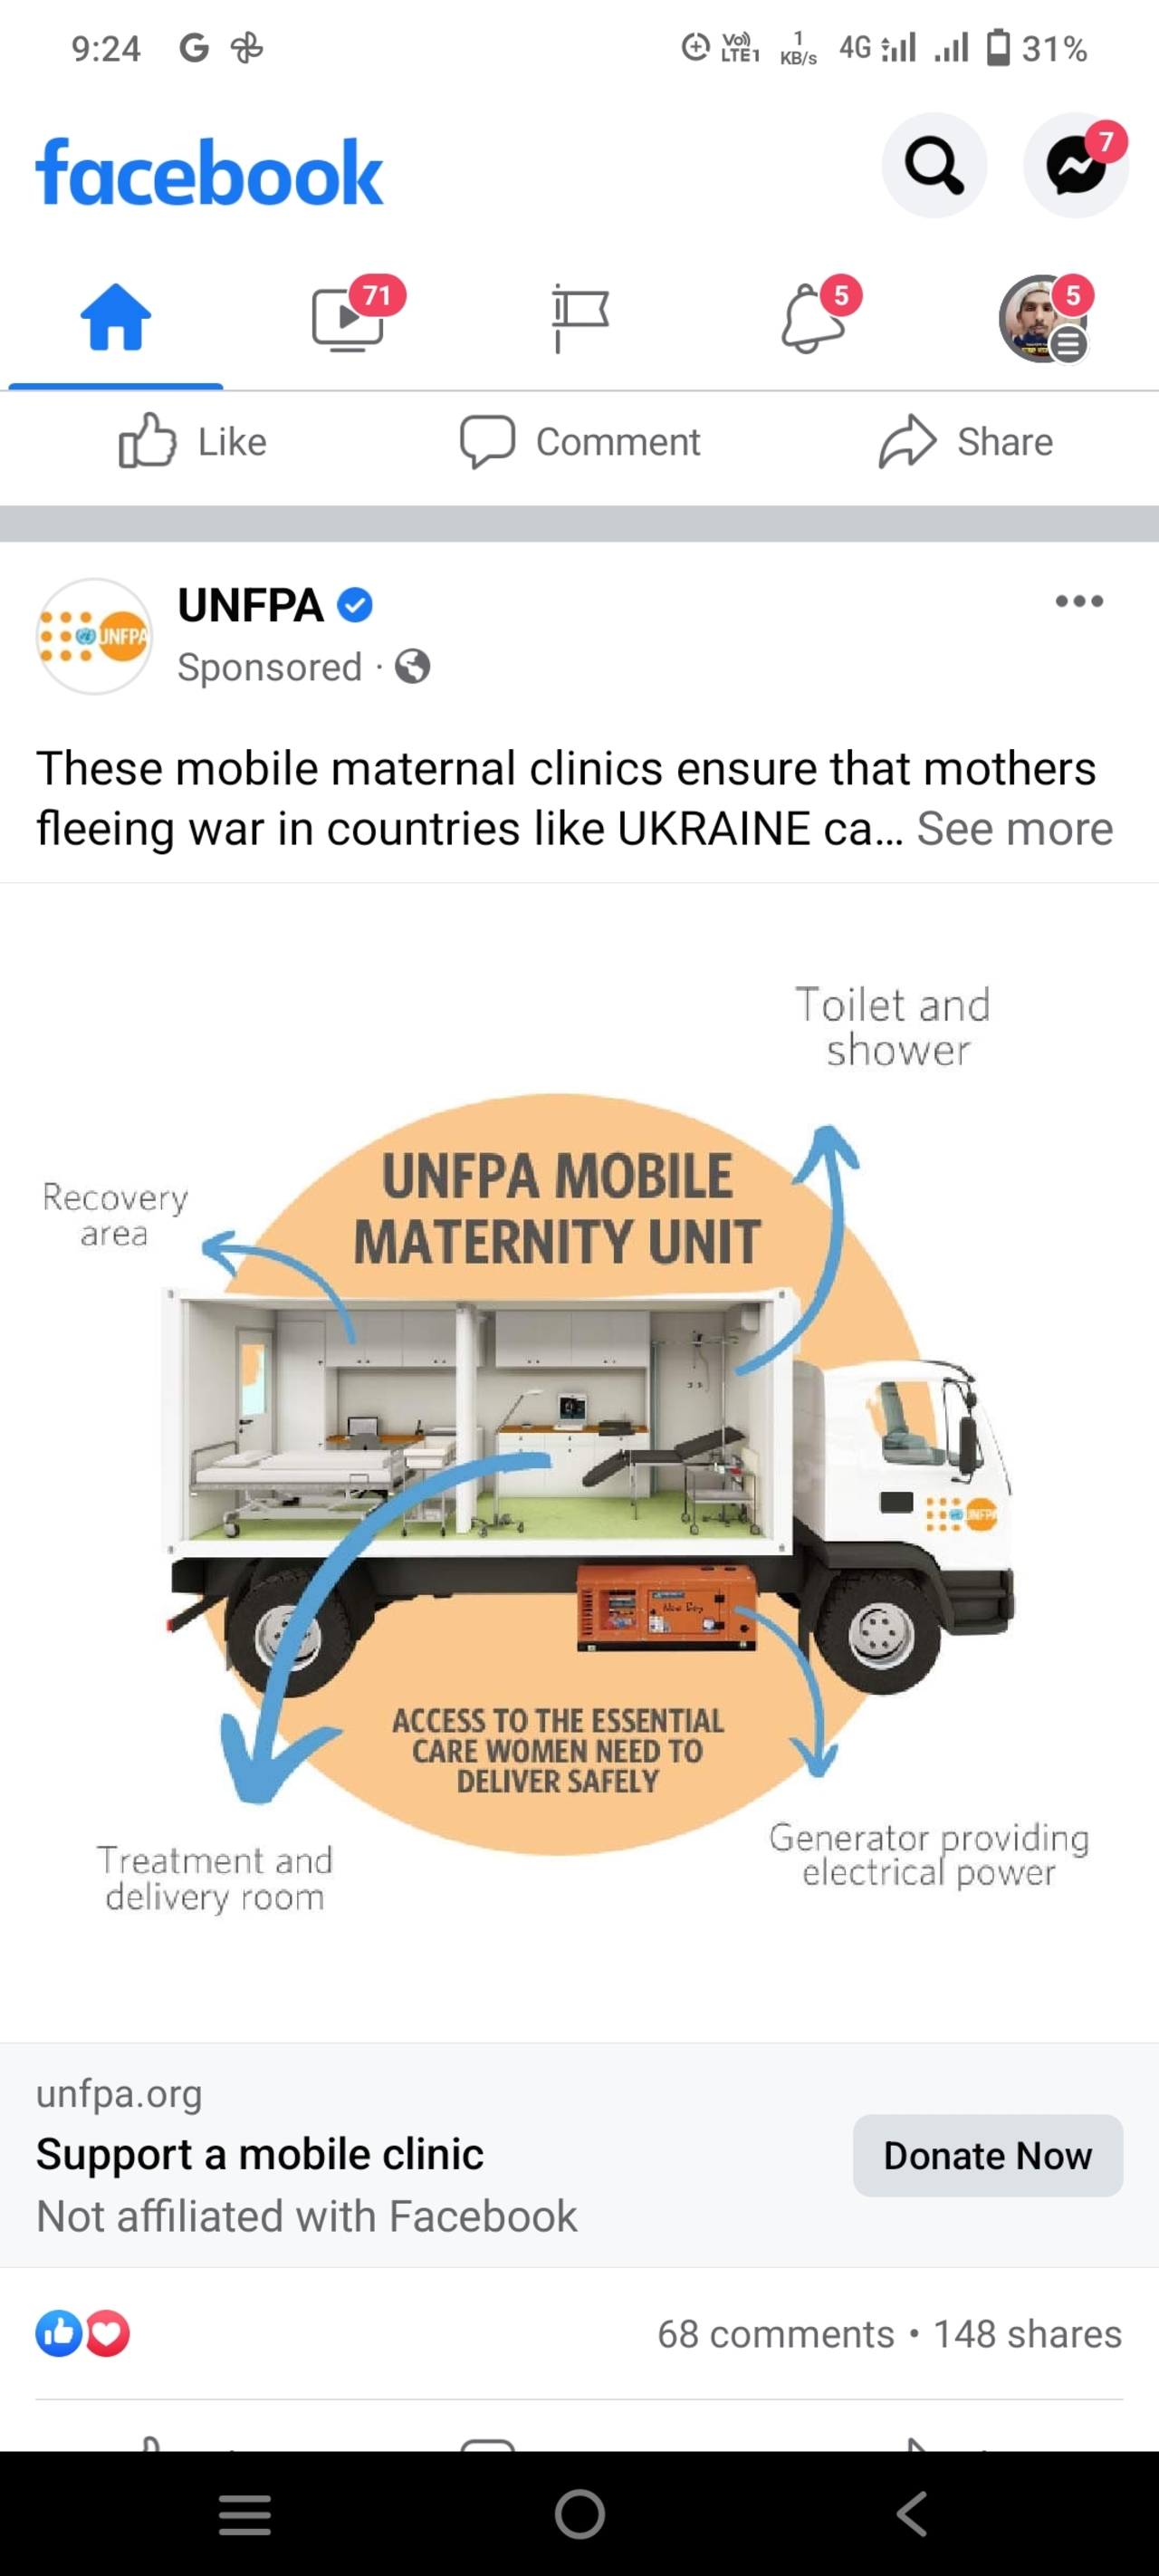 9:24 G Vo)) LTE1 1 KB/s 4G 31%
facebook
7
71
5
5
Like Comment Share
UNFPA
UNFPA
Sponsored ·
These mobile maternal clinics ensure that mothers
fleeing war in countries like UKRAINE ca... See more
Toilet and
shower
UNFPA MOBILE
MATERNITY UNIT
Recovery
area
UNFPA
ACCESS TO THE ESSENTIAL
CARE WOMEN NEED TO
DELIVER SAFELY
Generator providing
electrical power
Treatment and
delivery room
unfpa.org
Support a mobile clinic
Donate Now
Not affiliated with Facebook
68 comments • 148 shares